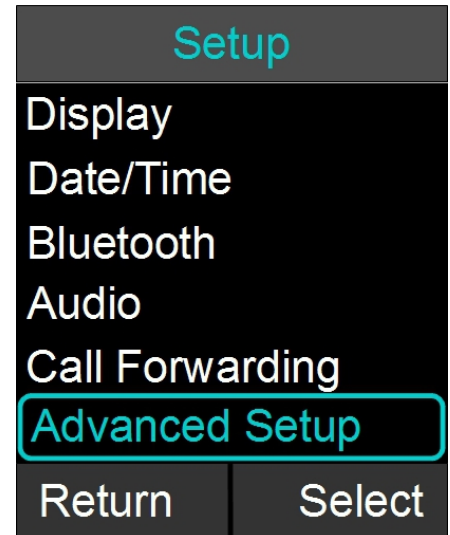 Setup
Display
Date/Time
Bluetooth
Audio
Call Forwarding
Advanced Setup
Return Select